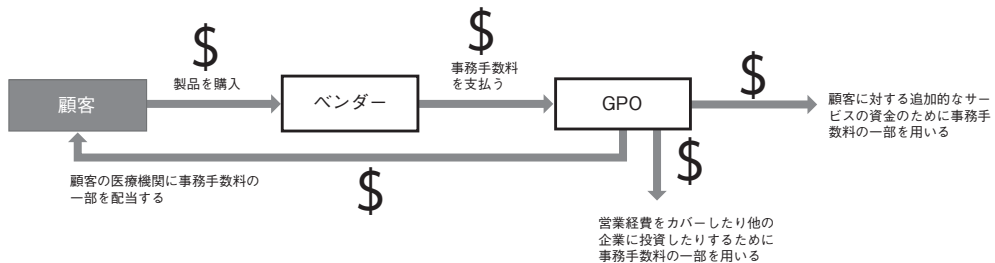 $
製品を購入
$
事務手数料
を支払う
$
顧客
ベンダー
GPO
顧客に対する追加的なサー
ビスの資金のために事務手
数料の一部を用いる
$
$
顧客の医療機関に事務手数料の
一部を配当する
営業経費をカバーしたり他の
企業に投資したりするために
事務手数料の一部を用いる